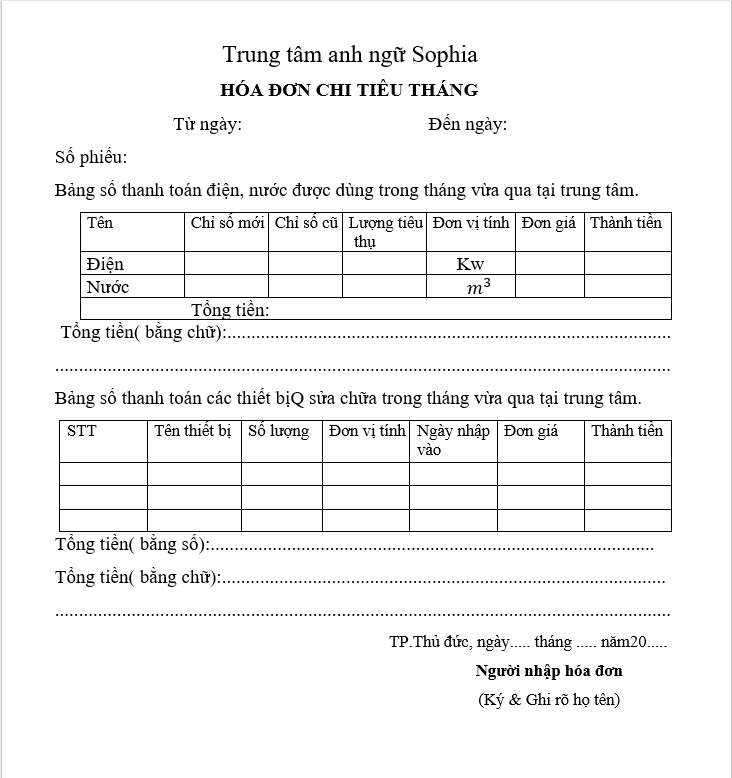 Trung tâm anh ngữ Sophia
HÓA ĐƠN CHI TIÊU THÁNG
Từ ngày: Đến ngày:
Số phiếu:
Bảng số thanh toán điện, nước được dùng trong tháng vừa qua tại trung tâm.
Tên Chỉ số mới Chỉ số cũ Lượng tiêu thụ Đơn vị tính Đơn giá Thành tiền
Điện Kw
Nước m³
Tổng tiền:
Tổng tiền( bằng chữ):..........................................................................................
.............................................................................................................................
Bảng số thanh toán các thiết bịQ sửa chữa trong tháng vừa qua tại trung tâm.
STT Tên thiết bị Số lượng Đơn vị tính Ngày nhập vào Đơn giá Thành tiền
Tổng tiền( bằng số):..........................................................................................
Tổng tiền( bằng chữ):..........................................................................................
.............................................................................................................................
TP.Thủ đức, ngày..... tháng ..... năm20.....
Người nhập hóa đơn
(Ký & Ghi rõ họ tên)